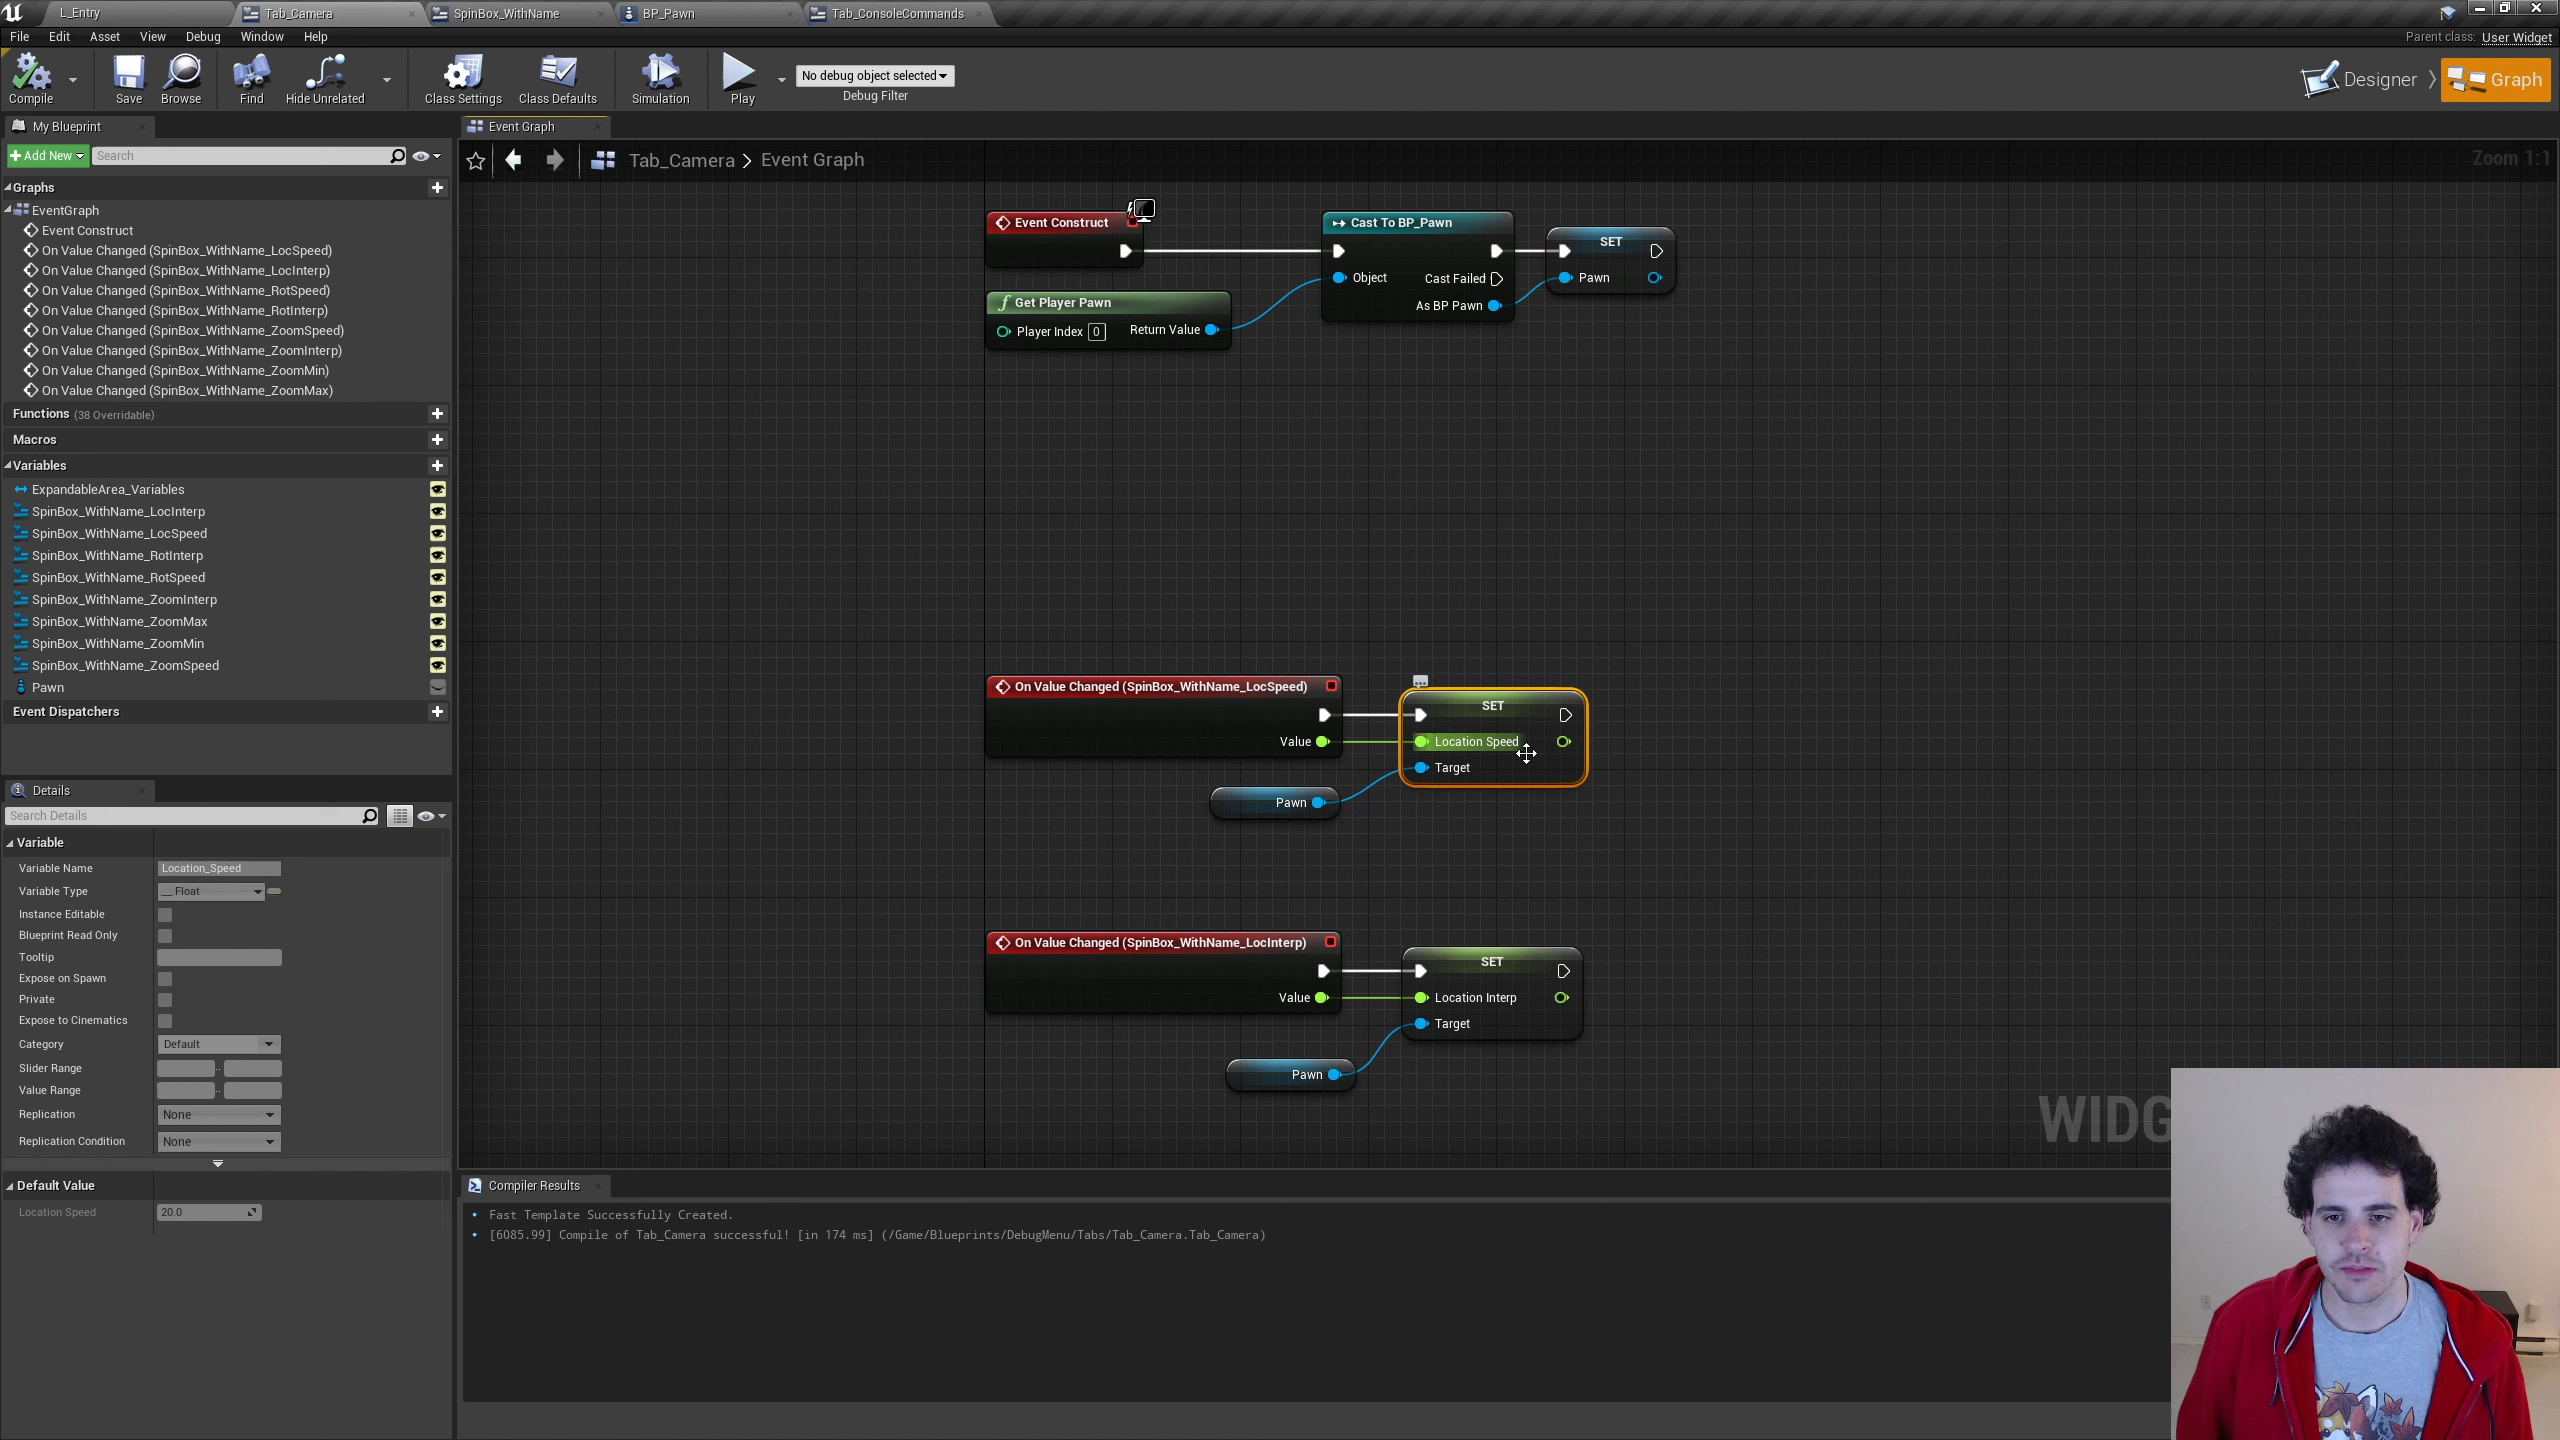 L_Entry
Tab_Camera
SpinBox_WithName
BP_Pawn
Tab_ConsoleCommands
File Edit Asset View Debug Window Help
Parent class: User Widget
Compile
Save
Browse
Find
Hide Unrelated
Class Settings
Class Defaults
Simulation
Play
No debug object selected
Debug Filter
Designer
Graph
My Blueprint
Add New
Search
Graphs
EventGraph
Event Construct
On Value Changed (SpinBox_WithName_LocSpeed)
On Value Changed (SpinBox_WithName_LocInterp)
On Value Changed (SpinBox_WithName_RotSpeed)
On Value Changed (SpinBox_WithName_RotInterp)
On Value Changed (SpinBox_WithName_ZoomSpeed)
On Value Changed (SpinBox_WithName_ZoomInterp)
On Value Changed (SpinBox_WithName_ZoomMin)
On Value Changed (SpinBox_WithName_ZoomMax)
Functions (38 Overridable)
Macros
Variables
ExpandableArea_Variables
SpinBox_WithName_LocInterp
SpinBox_WithName_LocSpeed
SpinBox_WithName_RotInterp
SpinBox_WithName_RotSpeed
SpinBox_WithName_ZoomInterp
SpinBox_WithName_ZoomMax
SpinBox_WithName_ZoomMin
SpinBox_WithName_ZoomSpeed
Pawn
Event Dispatchers
Details
Search Details
Variable
Variable Name Location_Speed
Variable Type Float
Instance Editable
Blueprint Read Only
Tooltip
Expose on Spawn
Private
Expose to Cinematics
Category Default
Slider Range
Value Range
Replication None
Replication Condition None
Default Value
Location Speed 20.0
Event Graph
Tab_Camera > Event Graph
Zoom 1:1
Event Construct
Get Player Pawn
Player Index 0 Return Value
Cast To BP_Pawn
Object Cast Failed
As BP Pawn
SET
Pawn
On Value Changed (SpinBox_WithName_LocSpeed)
Value
Pawn
SET
Location Speed
Target
On Value Changed (SpinBox_WithName_LocInterp)
Value
Pawn
SET
Location Interp
Target
WIDG
Compiler Results
• Fast Template Successfully Created.
• [6085.99] Compile of Tab_Camera successful! [in 174 ms] (/Game/Blueprints/DebugMenu/Tabs/Tab_Camera.Tab_Camera)